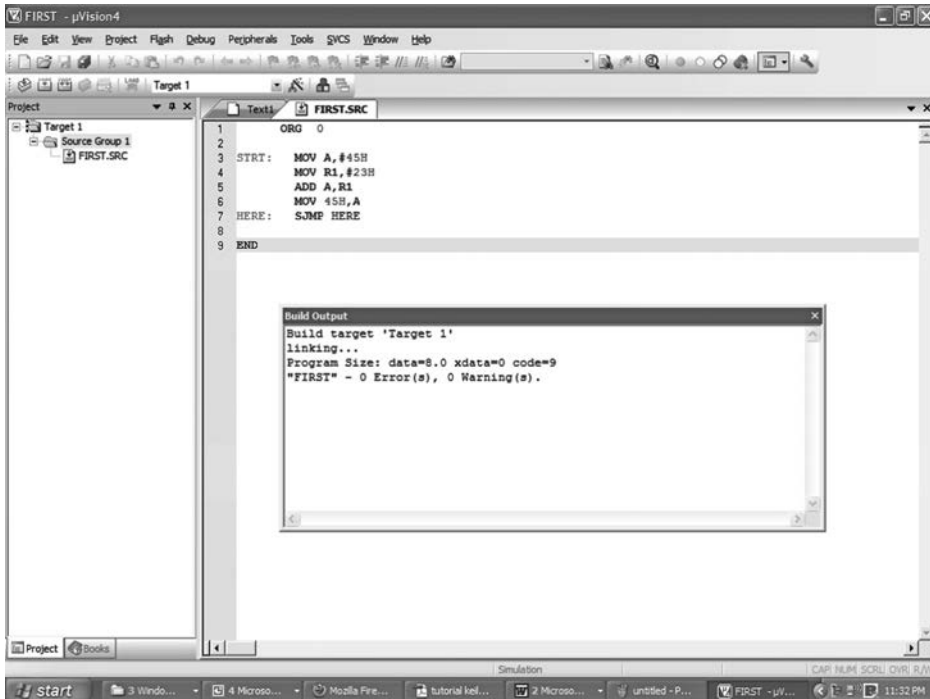 FIRST - µVision4
File Edit View Project Flash Debug Peripherals Tools SVCS Window Help
Target 1
Project
Text1 FIRST.SRC
Target 1
Source Group 1
FIRST.SRC
1 ORG 0
2
3 STRT: MOV A,#45H
4 MOV R1,#23H
5 ADD A,R1
6 MOV 45H,A
7 HERE: SJMP HERE
8
9 END
Build Output
Build target 'Target 1'
linking...
Program Size: data=8.0 xdata=0 code=9
"FIRST" - 0 Error(s), 0 Warning(s).
Project Books
Simulation
CAP NUM SCRL OVR R/W
start 3 Windo... 4 Microso... Mozilla Fire... tutorial keil... 2 Microso... untitled - P... FIRST - µV... 11:32 PM